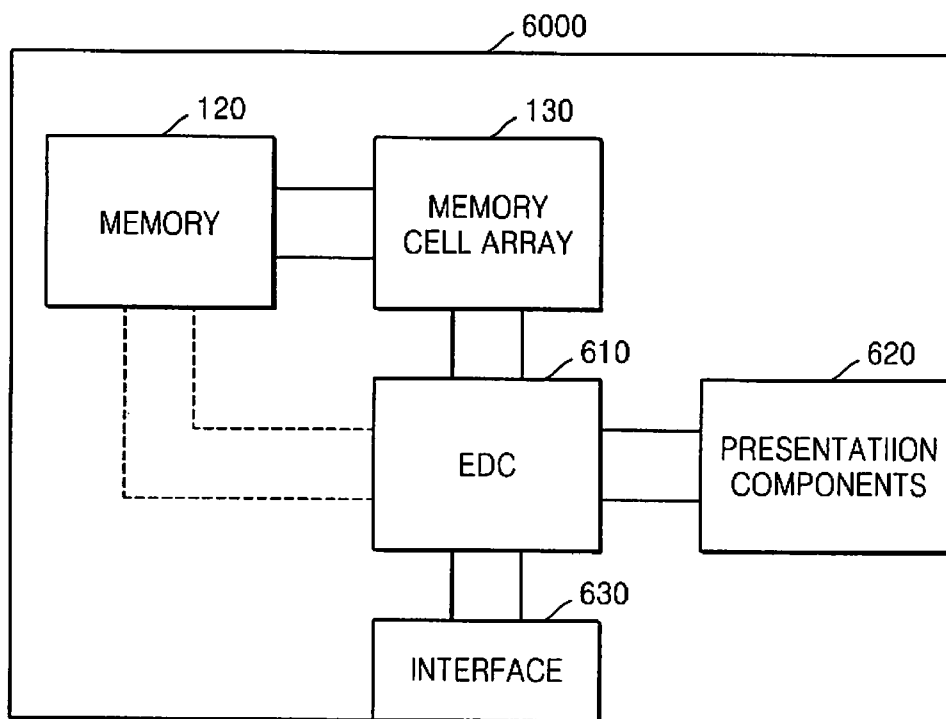 6000
120
130
MEMORY
MEMORY
CELL ARRAY
610
620
EDC
PRESENTATIION
COMPONENTS
630
INTERFACE